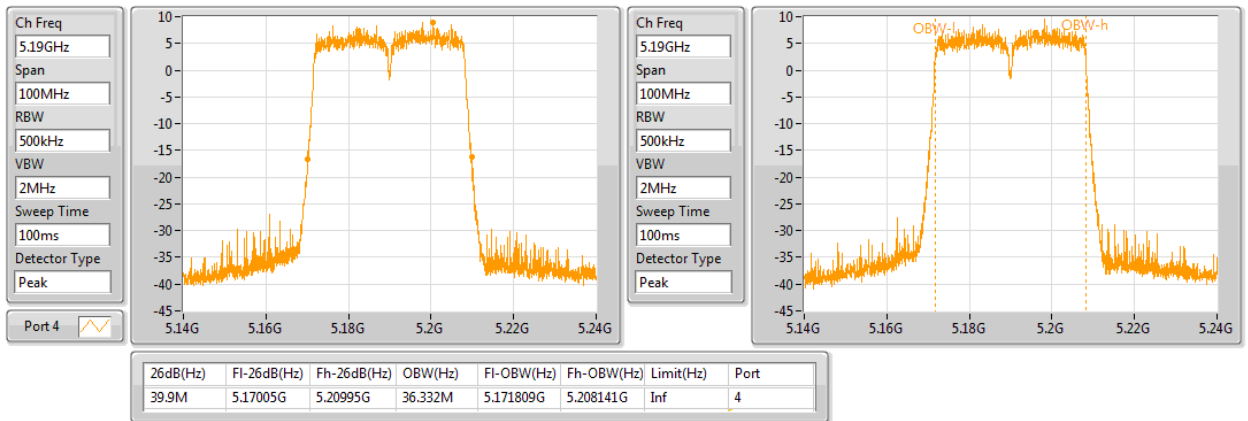 Ch Freq
5.19GHz
Span
100MHz
RBW
500kHz
VBW
2MHz
Sweep Time
100ms
Detector Type
Peak
Port 4
10
5
0
-5
-10
-15
-20
-25
-30
-35
-40
-45
5.14G 5.16G 5.18G 5.2G 5.22G 5.24G
Ch Freq
5.19GHz
Span
100MHz
RBW
500kHz
VBW
2MHz
Sweep Time
100ms
Detector Type
Peak
10
5
0
-5
-10
-15
-20
-25
-30
-35
-40
-45
OBW-l OBW-h
5.14G 5.16G 5.18G 5.2G 5.22G 5.24G
26dB(Hz) Fl-26dB(Hz) Fh-26dB(Hz) OBW(Hz) Fl-OBW(Hz) Fh-OBW(Hz) Limit(Hz) Port
39.9M 5.17005G 5.20995G 36.332M 5.171809G 5.208141G Inf 4